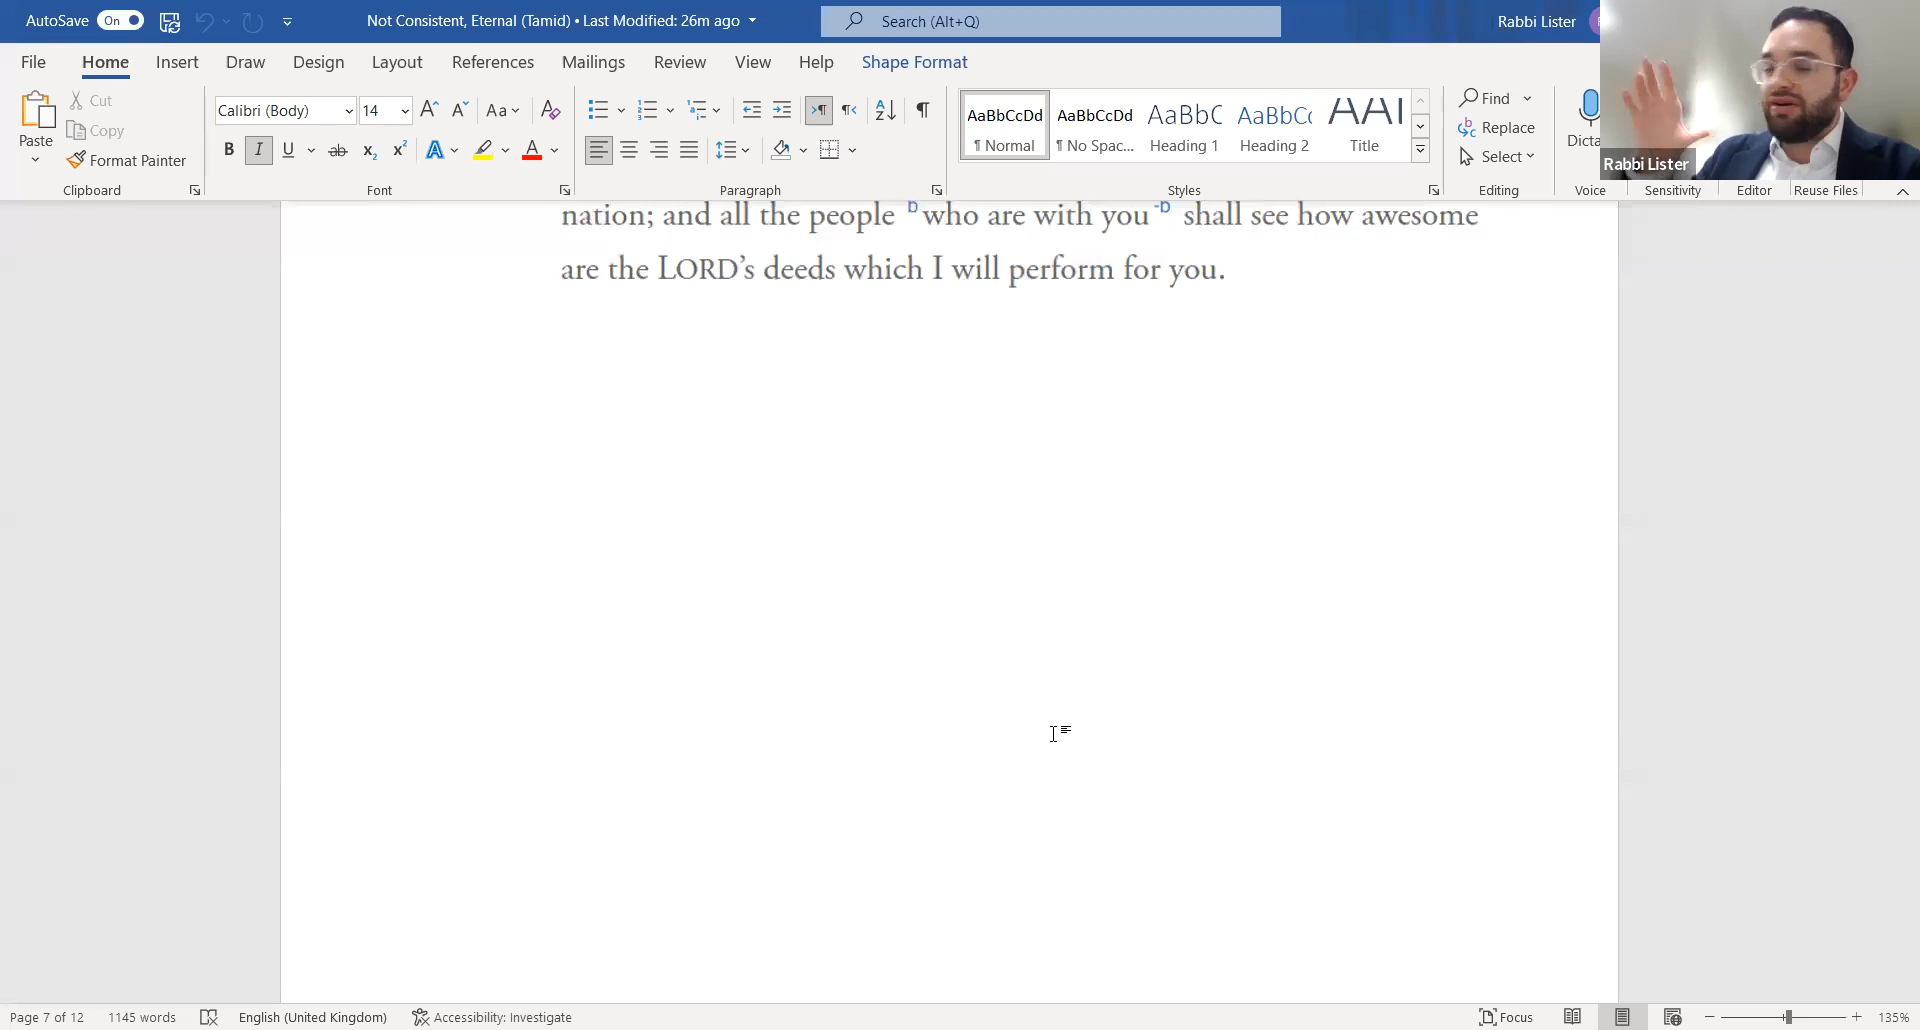 AutoSave On Not Consistent, Eternal (Tamid) • Last Modified: 26m ago Search (Alt+Q) Rabbi Lister
File Home Insert Draw Design Layout References Mailings Review View Help Shape Format
Paste
Cut
Copy
Format Painter
Clipboard
Calibri (Body) 14
Font
Paragraph
AaBbCcDd AaBbCcDd AaBbC AaBbCc AAI
¶ Normal ¶ No Spac... Heading 1 Heading 2 Title
Styles
Find
Replace
Select
Editing
Dicta
Voice Sensitivity Editor Reuse Files
Rabbi Lister
nation; and all the people b who are with you -b shall see how awesome
are the LORD’s deeds which I will perform for you.
Page 7 of 12 1145 words English (United Kingdom) Accessibility: Investigate Focus 135%